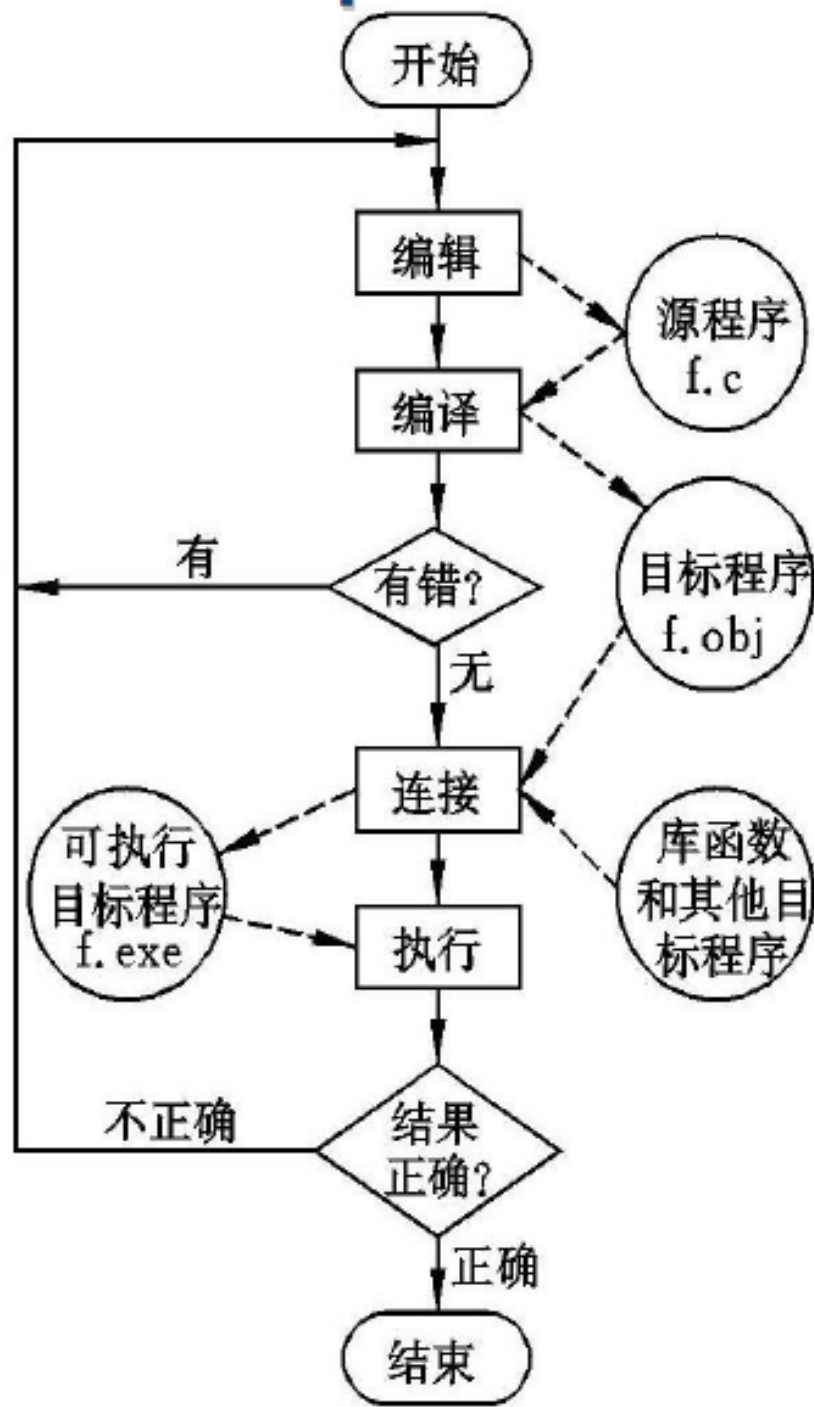 开始
编辑
源程序
f.c
编译
有
有错?
目标程序
f.obj
无
连接
可执行
目标程序
f.exe
库函数
和其他目
标程序
执行
不正确
结果
正确?
正确
结束